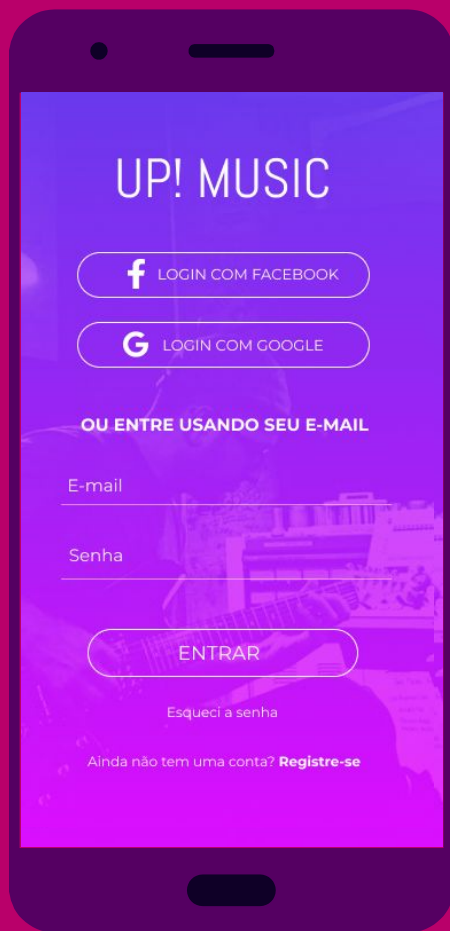 UP! MUSIC
LOGIN COM FACEBOOK
LOGIN COM GOOGLE
OU ENTRE USANDO SEU E-MAIL
E-mail
Senha
ENTRAR
Esqueci a senha
Ainda não tem uma conta? Registre-se